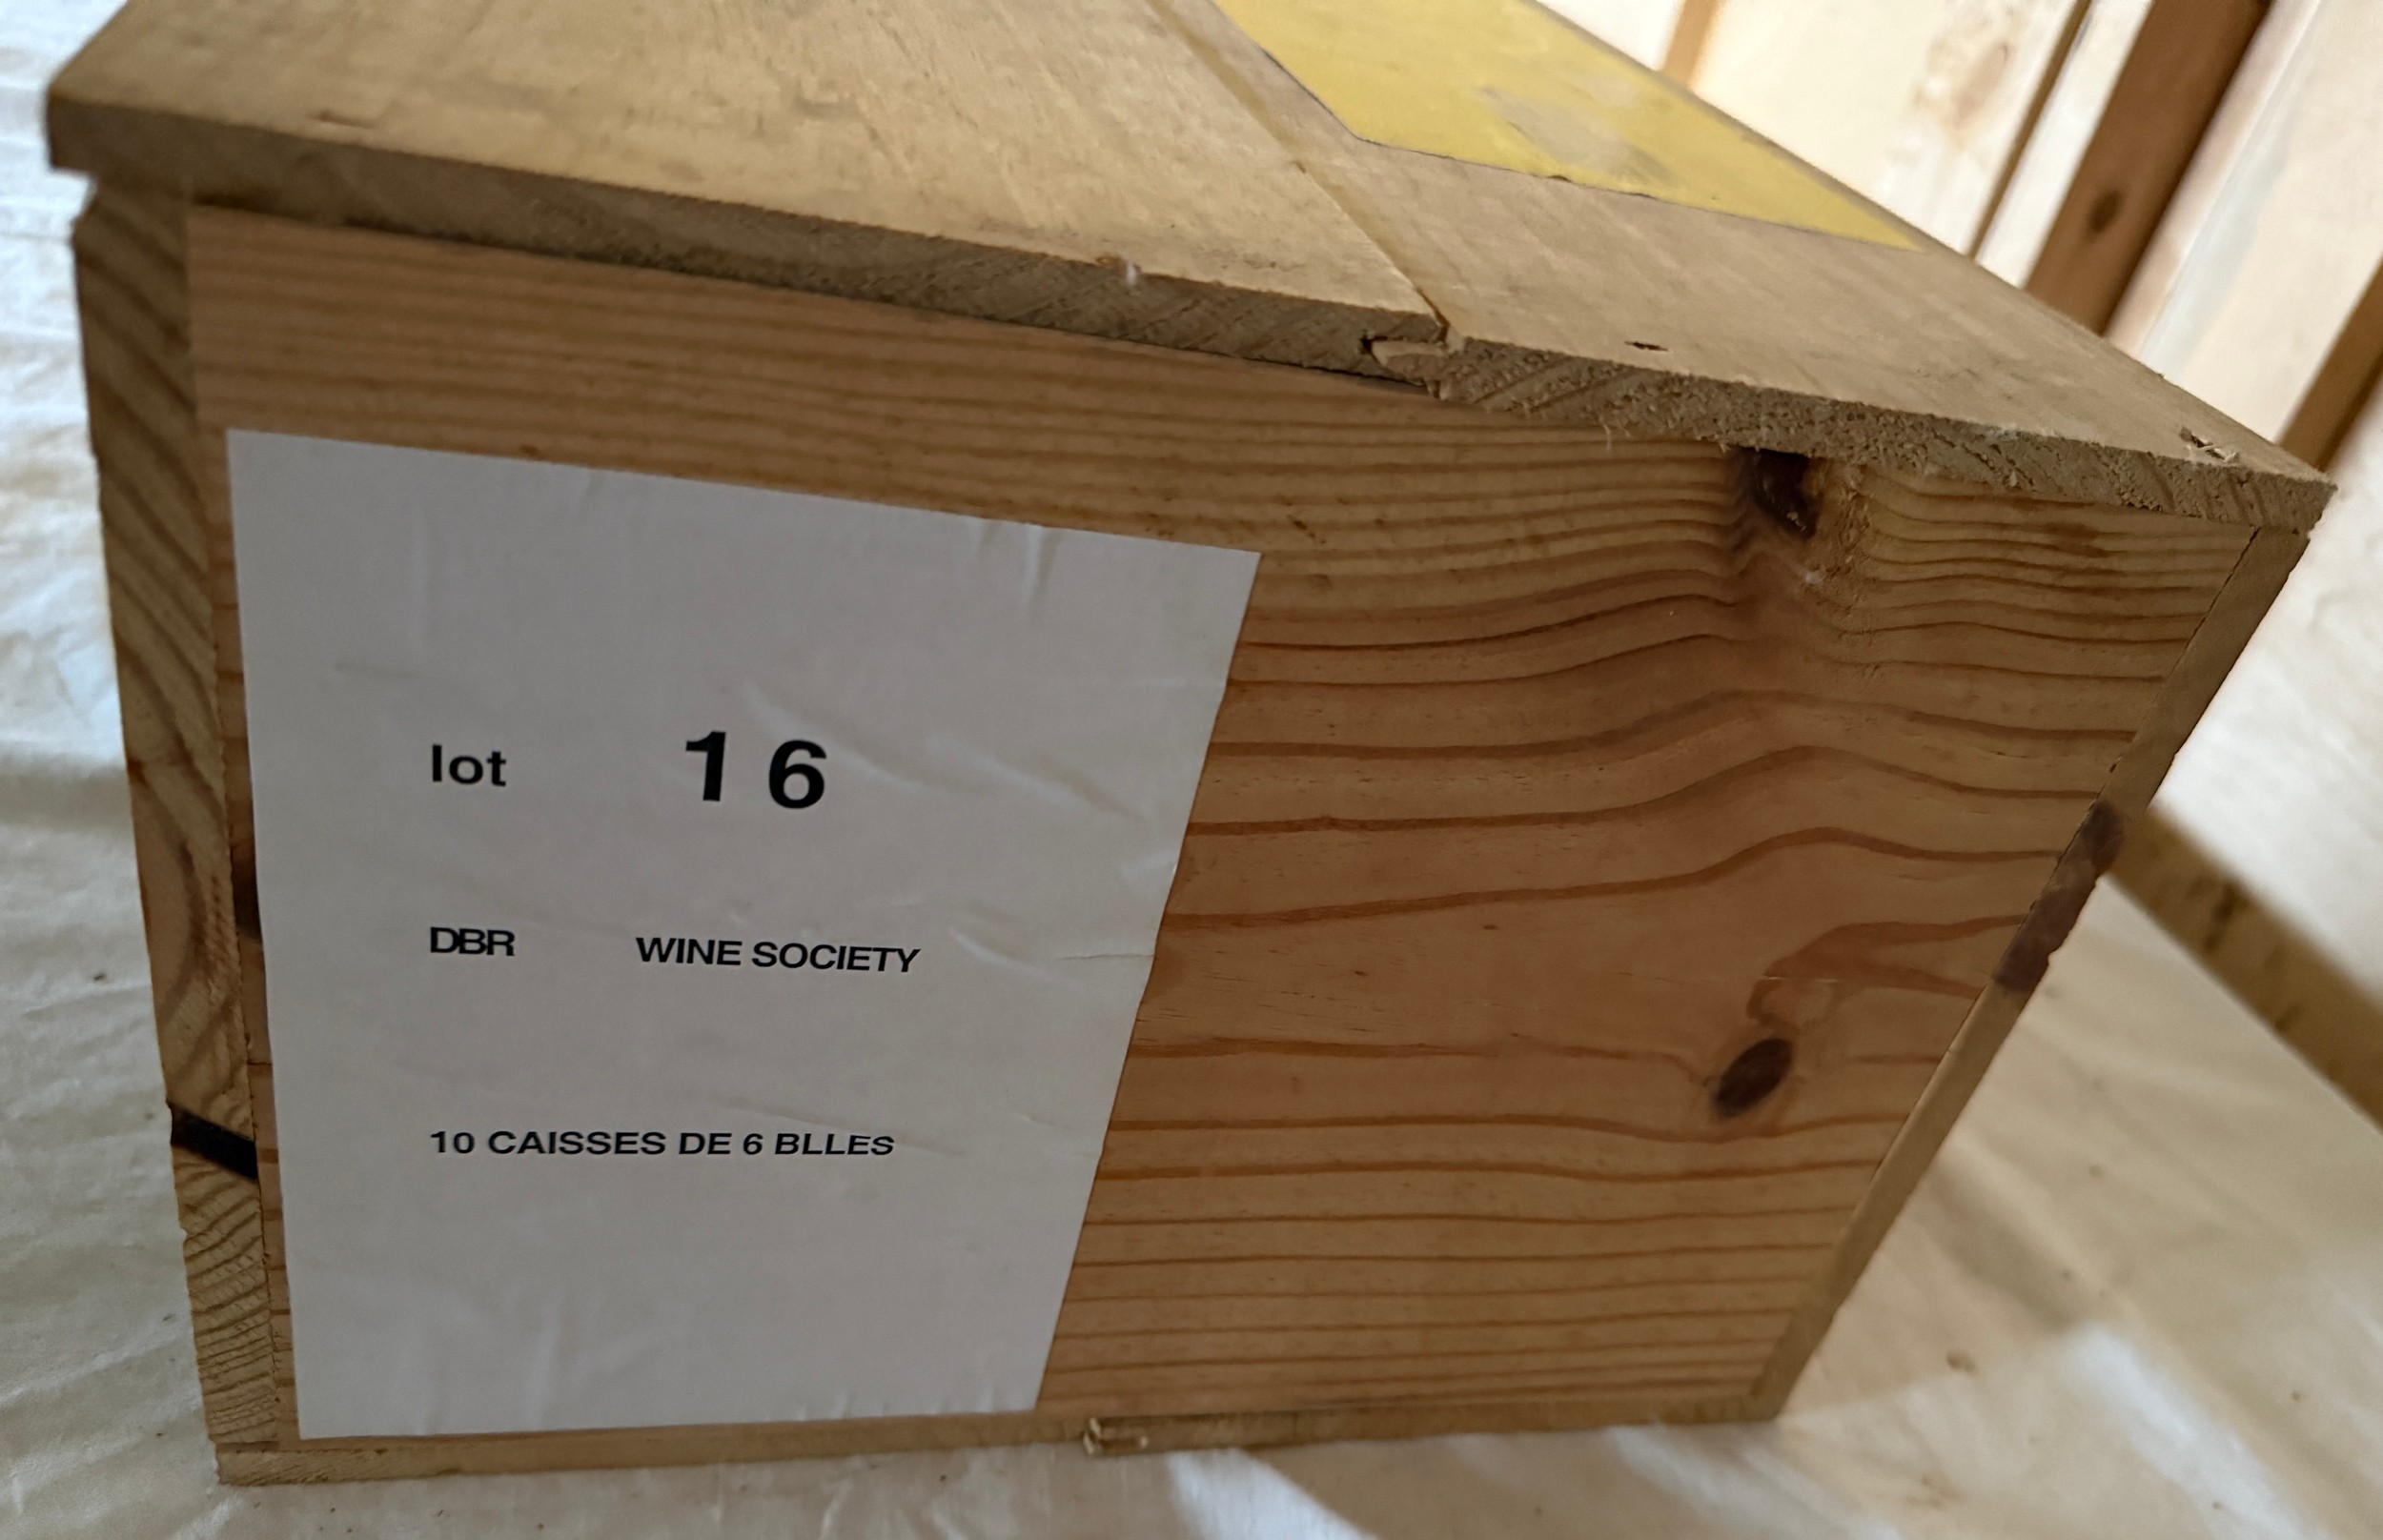 lot 16
DBR WINE SOCIETY
10 CAISSES DE 6 BLLES